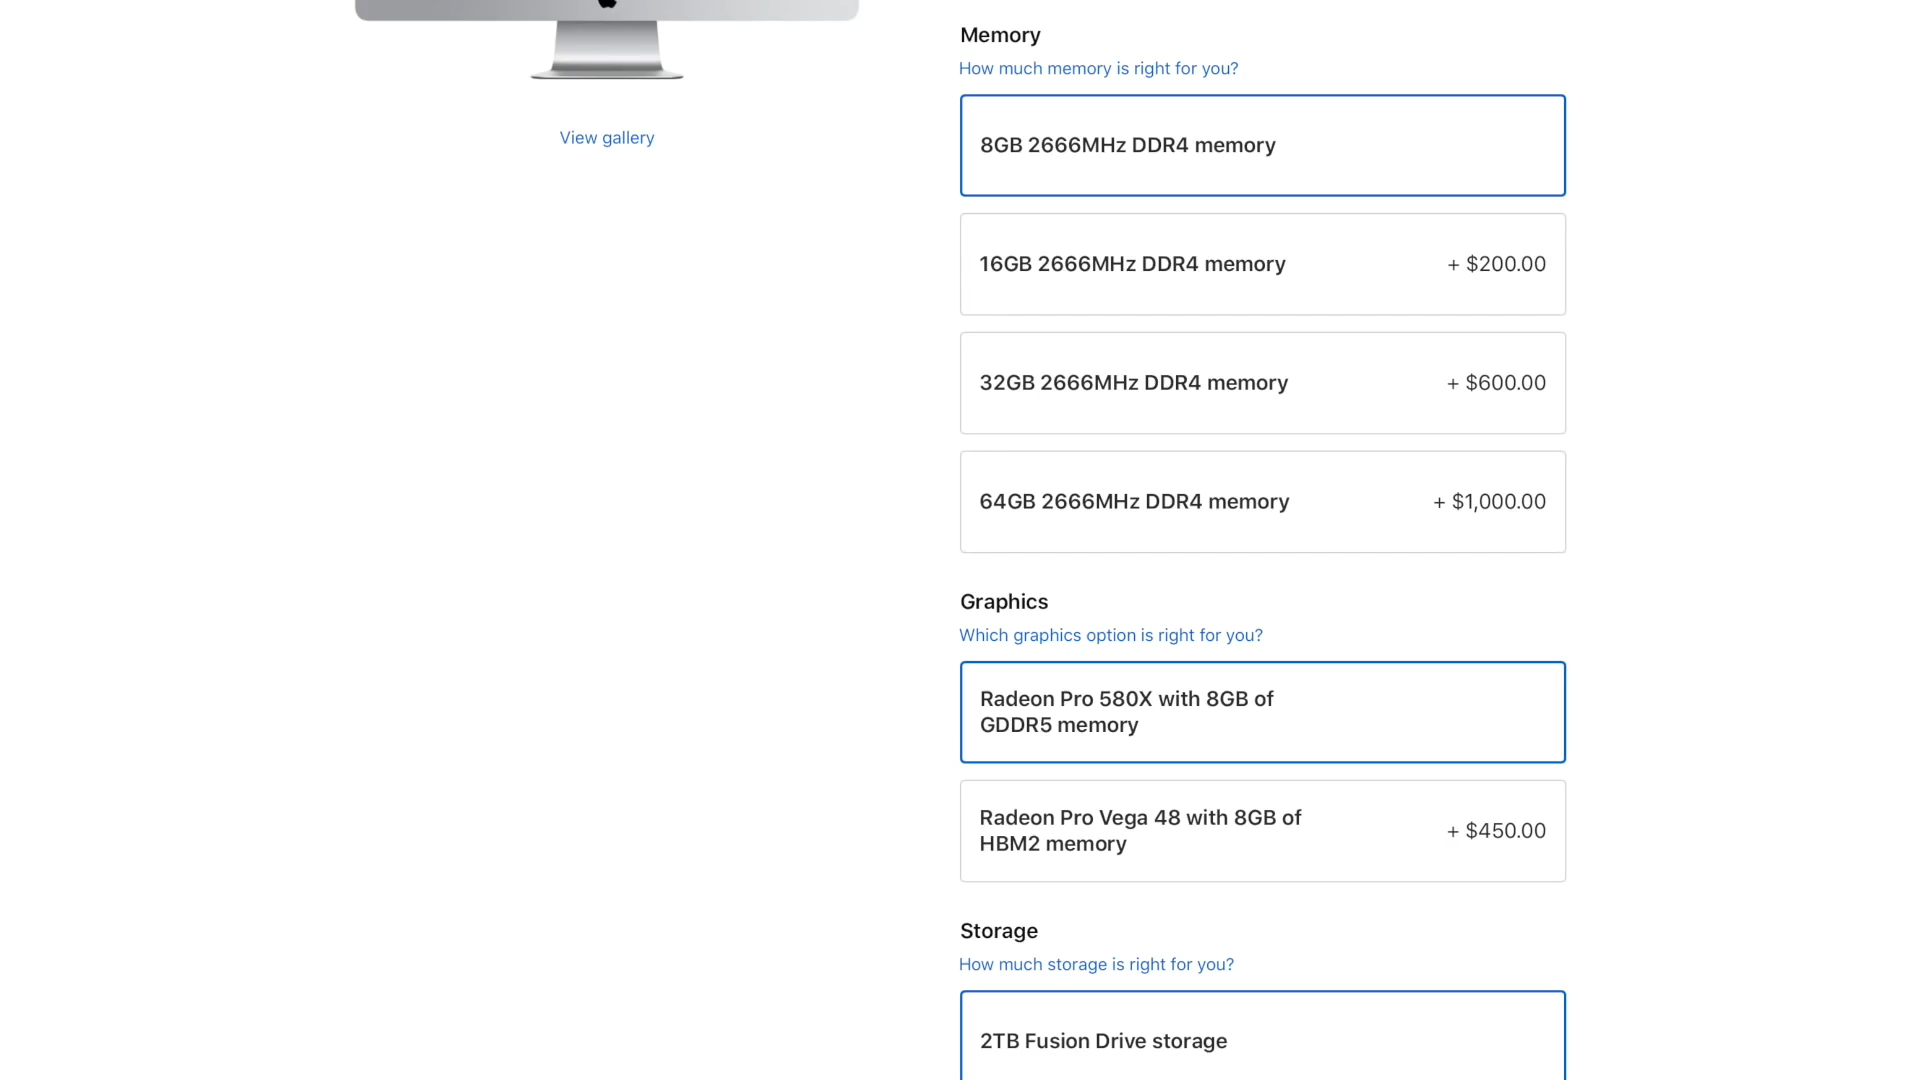 View gallery
Memory
How much memory is right for you?
8GB 2666MHz DDR4 memory
16GB 2666MHz DDR4 memory + $200.00
32GB 2666MHz DDR4 memory + $600.00
64GB 2666MHz DDR4 memory + $1,000.00
Graphics
Which graphics option is right for you?
Radeon Pro 580X with 8GB of
GDDR5 memory
Radeon Pro Vega 48 with 8GB of
HBM2 memory
+ $450.00
Storage
How much storage is right for you?
2TB Fusion Drive storage